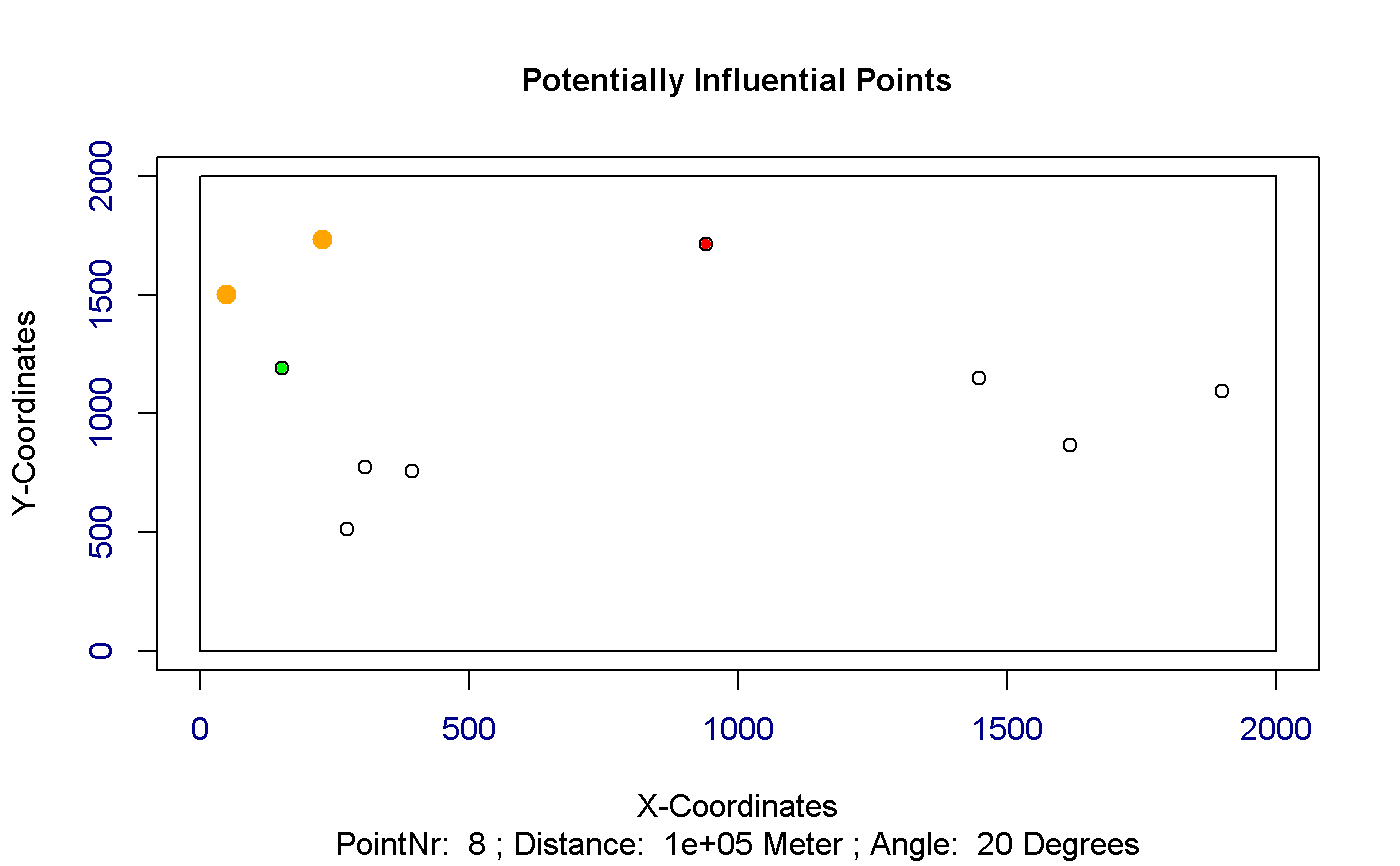 Potentially Influential Points
Y-Coordinates
2000
1500
1000
500
0
0 500 1000 1500 2000
X-Coordinates
PointNr: 8 ; Distance: 1e+05 Meter ; Angle: 20 Degrees